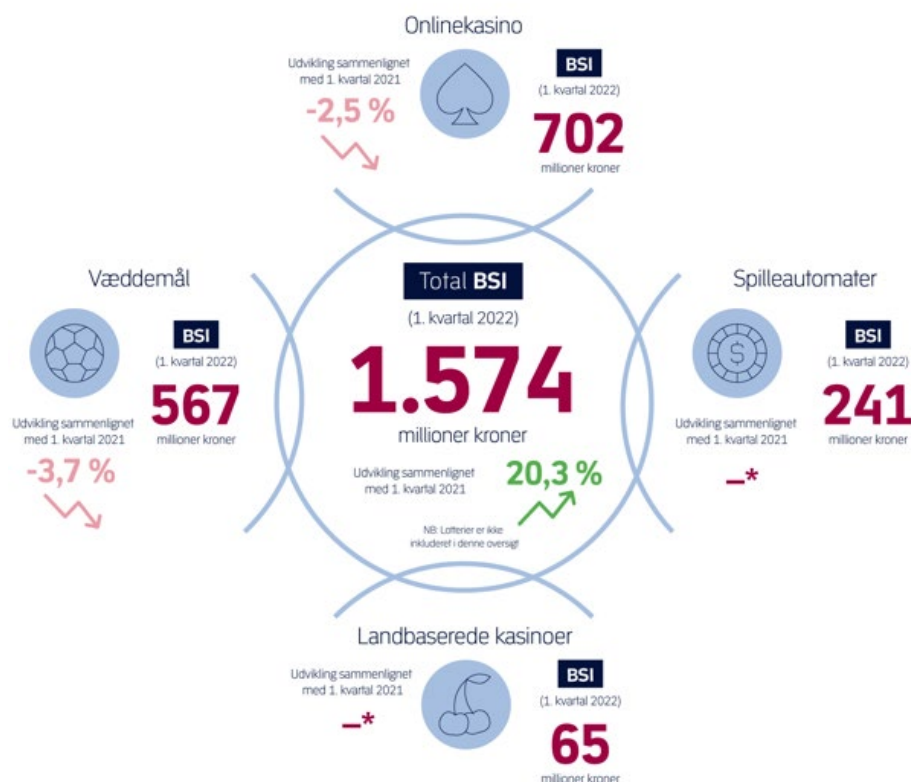 Onlinekasino
Udvikling sammenlignet
med 1. kvartal 2021
-2,5 %
BSI
(1. kvartal 2022)
702
millioner kroner
Væddemål
BSI
(1. kvartal 2022)
567
millioner kroner
Udvikling sammenlignet
med 1. kvartal 2021
-3,7 %
Total BSI
(1. kvartal 2022)
1.574
millioner kroner
Udvikling sammenlignet
med 1. kvartal 2021
20,3 %
NB: Lotterier er ikke
inkluderet i denne oversigt
Spilleautomater
$
BSI
(1. kvartal 2022)
241
millioner kroner
Udvikling sammenlignet
med 1. kvartal 2021
–*
Landbaserede kasinoer
Udvikling sammenlignet
med 1. kvartal 2021
–*
BSI
(1. kvartal 2022)
65
millioner kroner